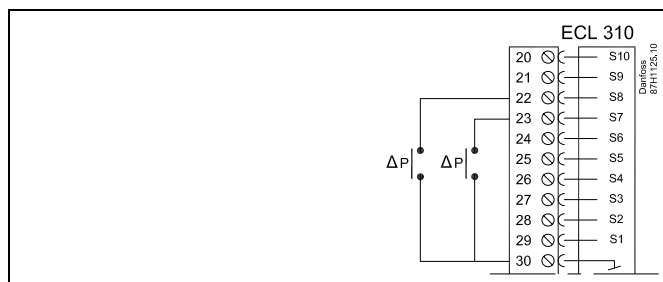 ECL 310
20 S10
21 S9
22 S8
23 S7
24 S6
25 S5
26 S4
27 S3
28 S2
29 S1
30
ΔP ΔP
Danfoss
87H1125.10